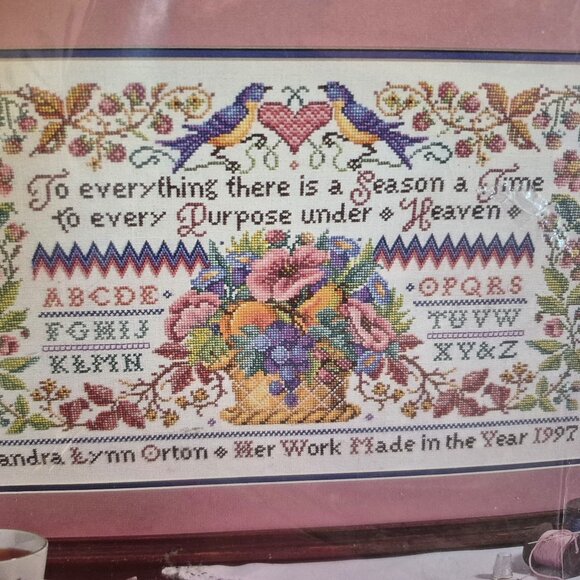 To everything there is a Season a Time
to every Purpose under Heaven
ABCDE
OPQRS
FGHIJ
TUVW
KLMN
XY&Z
andra Lynn Orton Her Work Made in the Year 1997